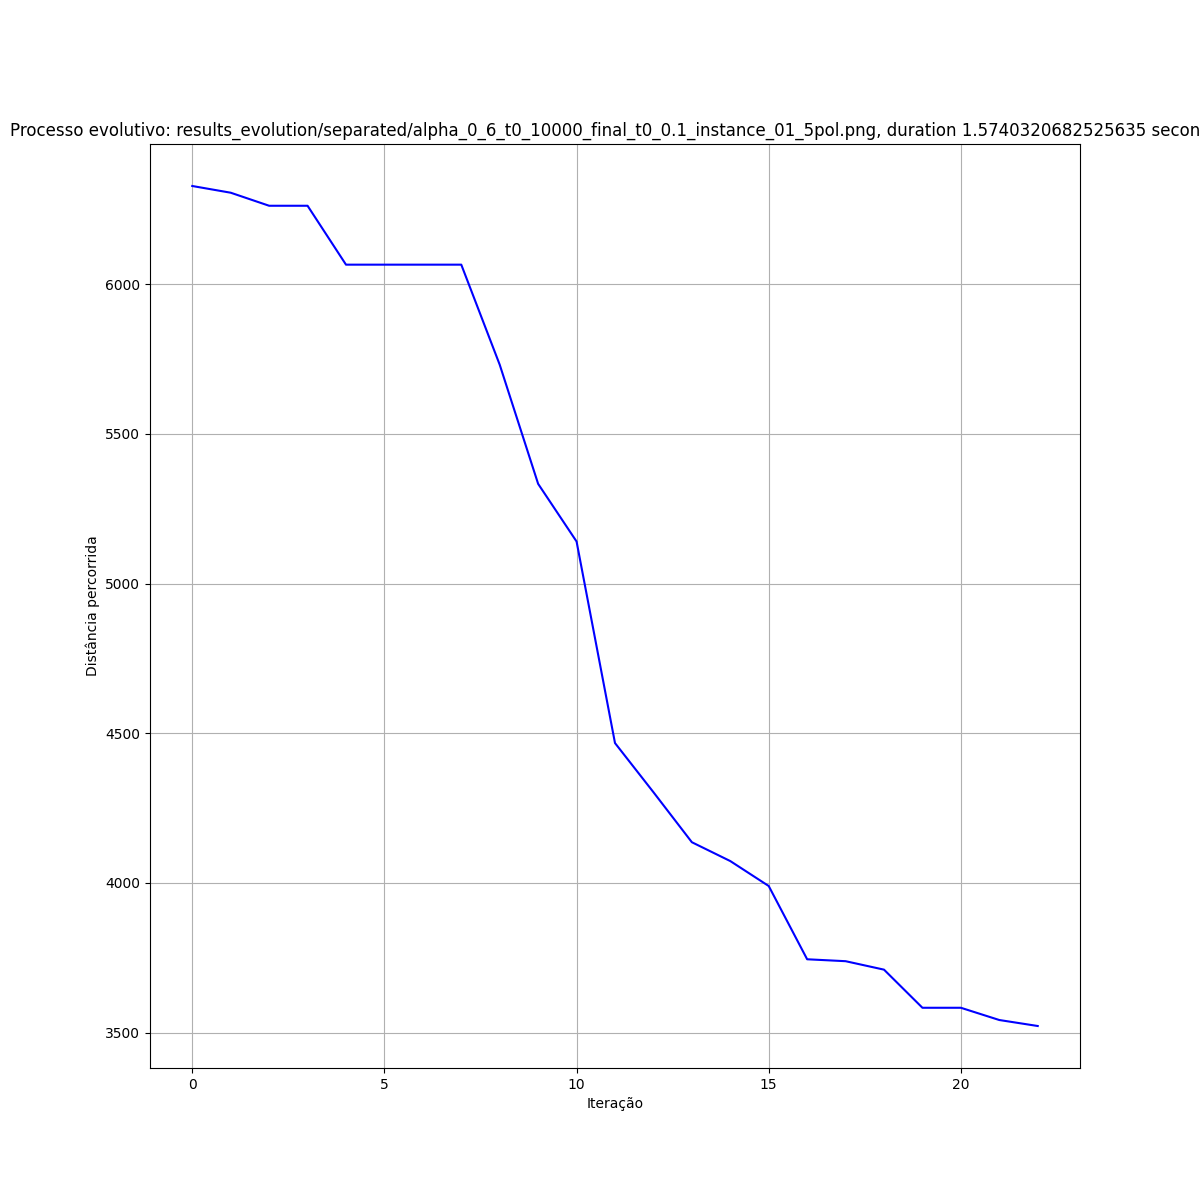 Processo evolutivo: results_evolution/separated/alpha_0_6_t0_10000_final_t0_0.1_instance_01_5pol.png, duration 1.5740320682525635 secon
6000
5500
5000
4500
4000
3500
Distância percorrida
0 5 10 15 20
Iteração